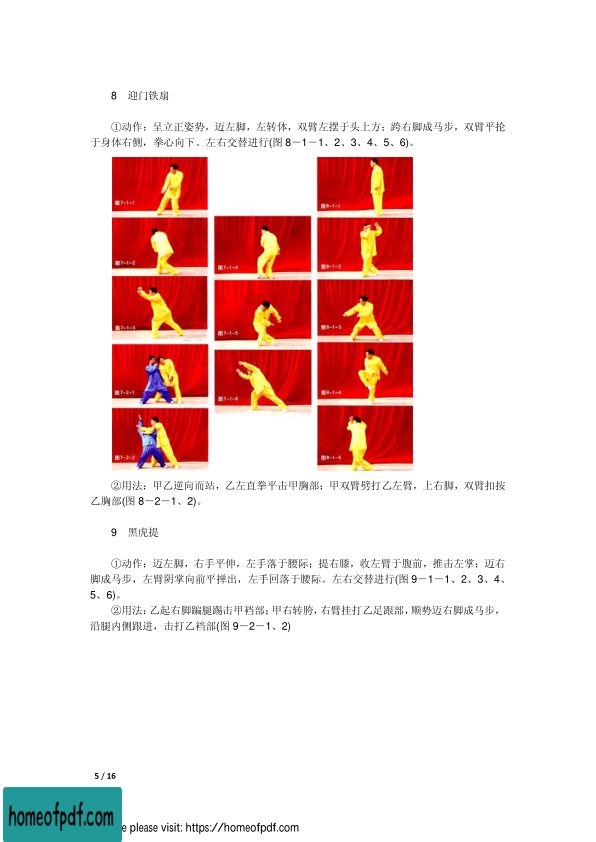 8 迎门铁扇
①动作：呈立正姿势，迈左脚，左转体，双臂左摆于头上方；跨右脚成马步，双臂平抡
于身体右侧，拳心向下。左右交替进行(图8－1－1、2、3、4、5、6)。
图7-1-1
图7-1-2
图7-1-3
图7-2-1
图7-2-2
图7-1-4
图7-1-5
图7-1-6
图8-1-1
图8-1-2
图8-1-3
图8-1-4
图8-1-5
②用法：甲乙逆向而站，乙左直拳平击甲胸部；甲双臂劈打乙左臂，上右脚，双臂扣按
乙胸部(图8－2－1、2)。
9 黑虎提
①动作：迈左脚，右手平伸，左手落于腰际；提右膝，收左臂于腹前，推击左掌；迈右
脚成马步，左臂阴掌向前平掸出，左手回落于腰际。左右交替进行(图9－1－1、2、3、4、
5、6)。
②用法：乙起右脚蹁腿踢击甲裆部；甲右转胯，右臂挂打乙足跟部，顺势迈右脚成马步，
沿腿内侧跟进，击打乙裆部(图9－2－1、2)
5 / 16
homeofpdf.com
e please visit: https://homeofpdf.com